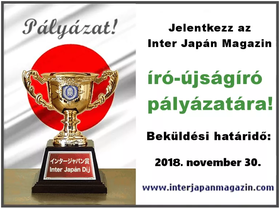 Pályázat!
インタージャパン賞
Inter Japán Díj
Jelentkezz az
Inter Japán Magazin
író-újságíró
pályázatára!
Beküldési határidő:
2018. november 30.
www.interjapanmagazin.com